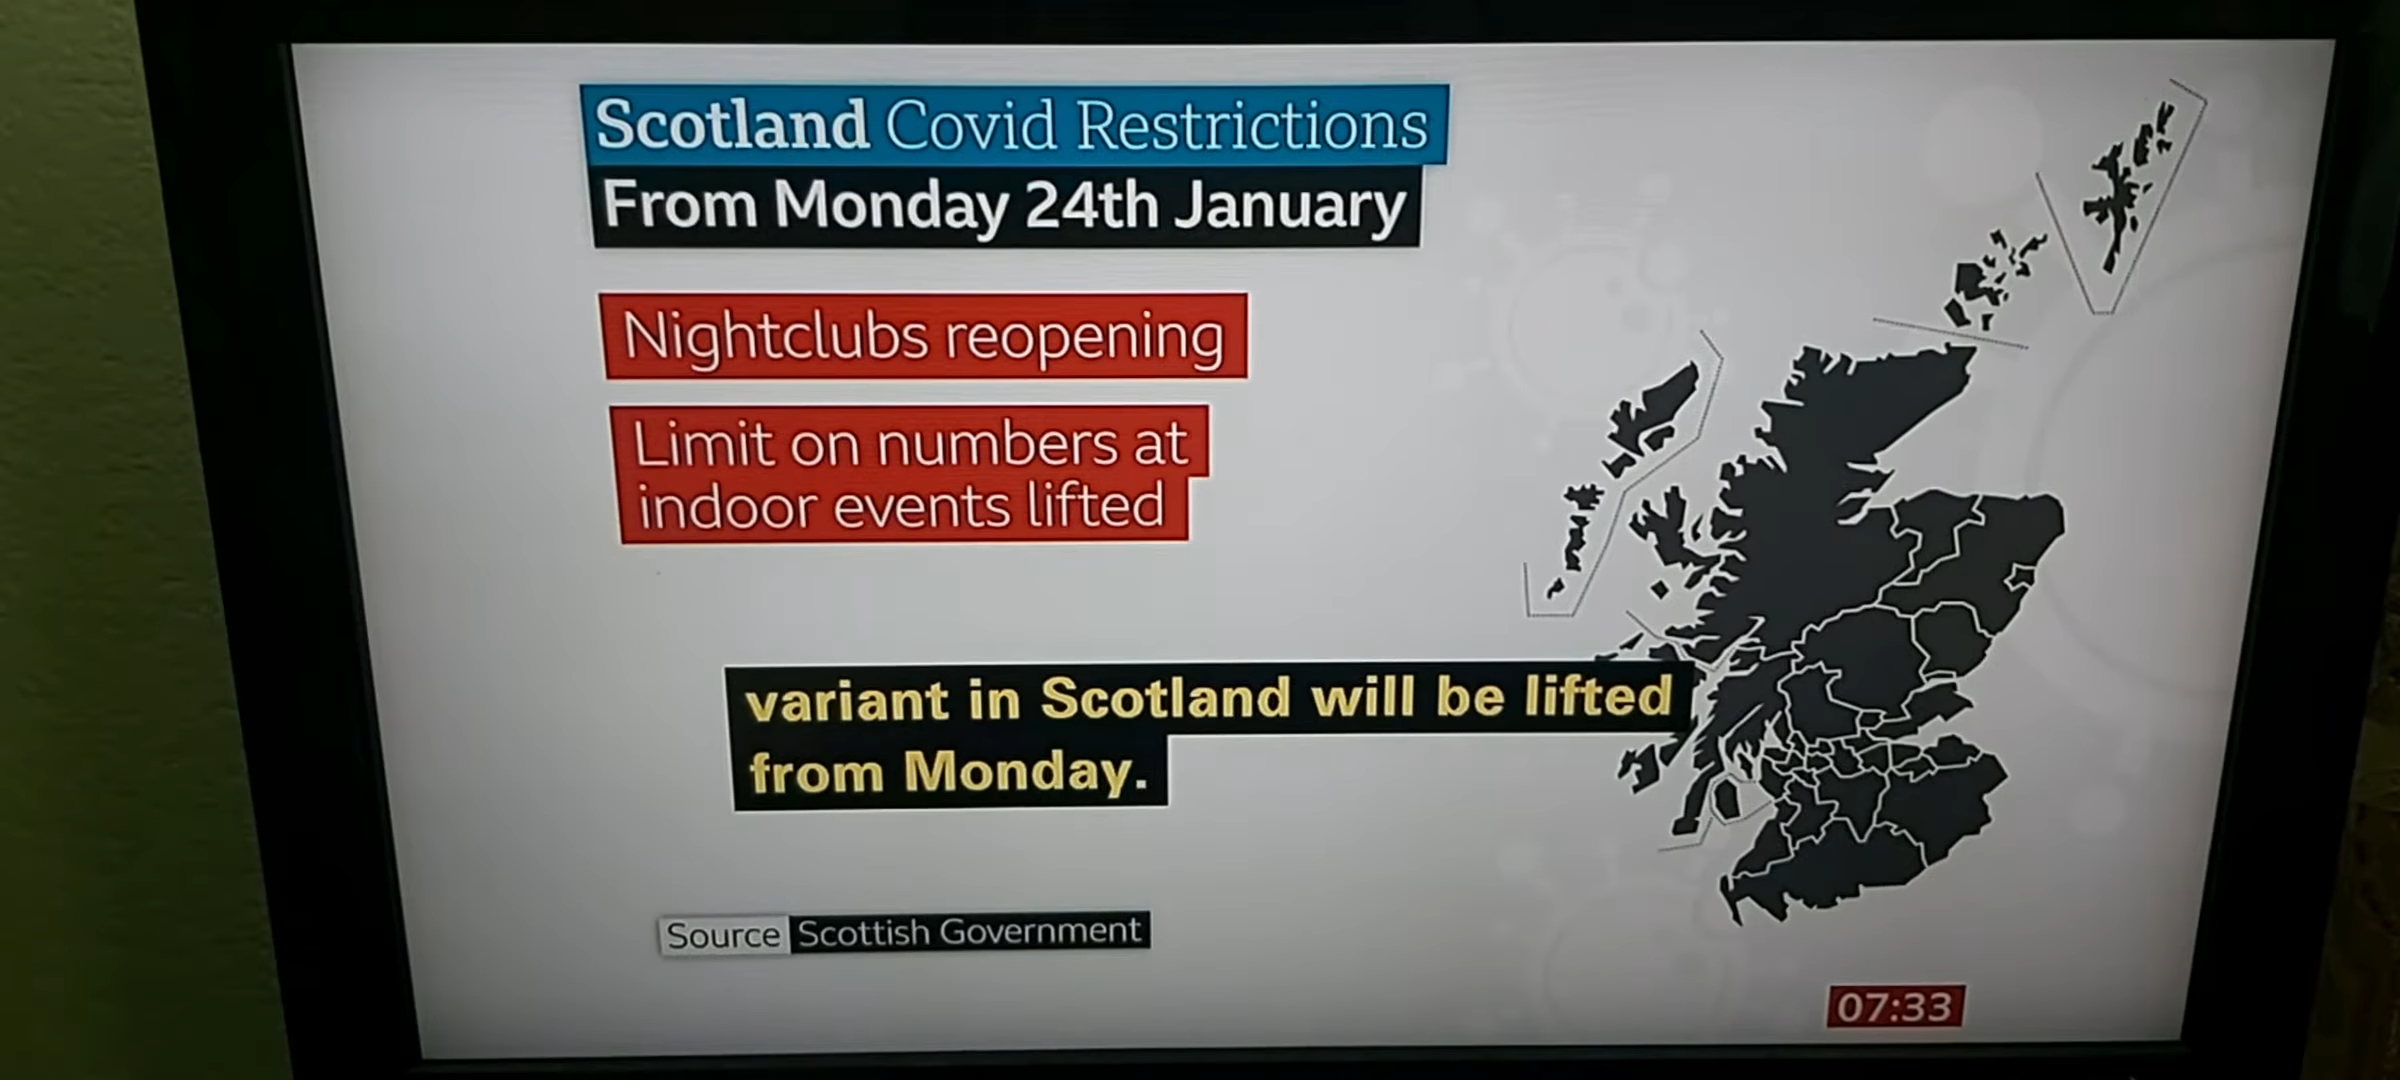 Scotland Covid Restrictions
From Monday 24th January
Nightclubs reopening
Limit on numbers at
indoor events lifted
variant in Scotland will be lifted
from Monday.
Source Scottish Government
07:33